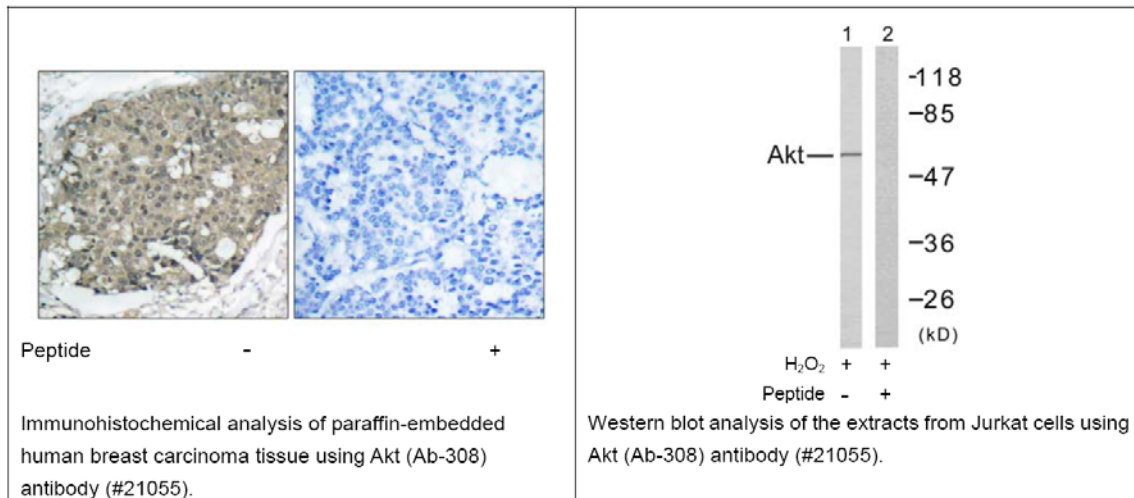 Peptide - +
Immunohistochemical analysis of paraffin-embedded
human breast carcinoma tissue using Akt (Ab-308)
antibody (#21055).
1 2
-118
-85
Akt—
-47
-36
-26
(kD)
H₂O₂ + +
Peptide - +
Western blot analysis of the extracts from Jurkat cells using
Akt (Ab-308) antibody (#21055).